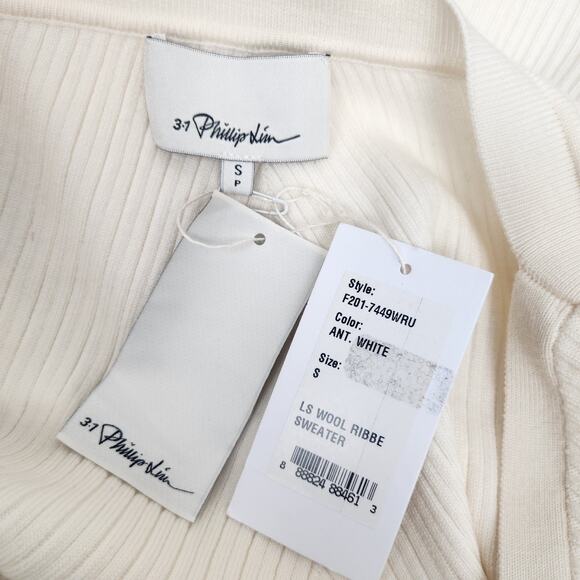 3.1 Phillip Lim
S
P
3.1 Phillip Lim
Style:
F201-7449WRU
Color:
ANT. WHITE
Size:
S
LS WOOL RIBBE
SWEATER
8 88824 88461 3